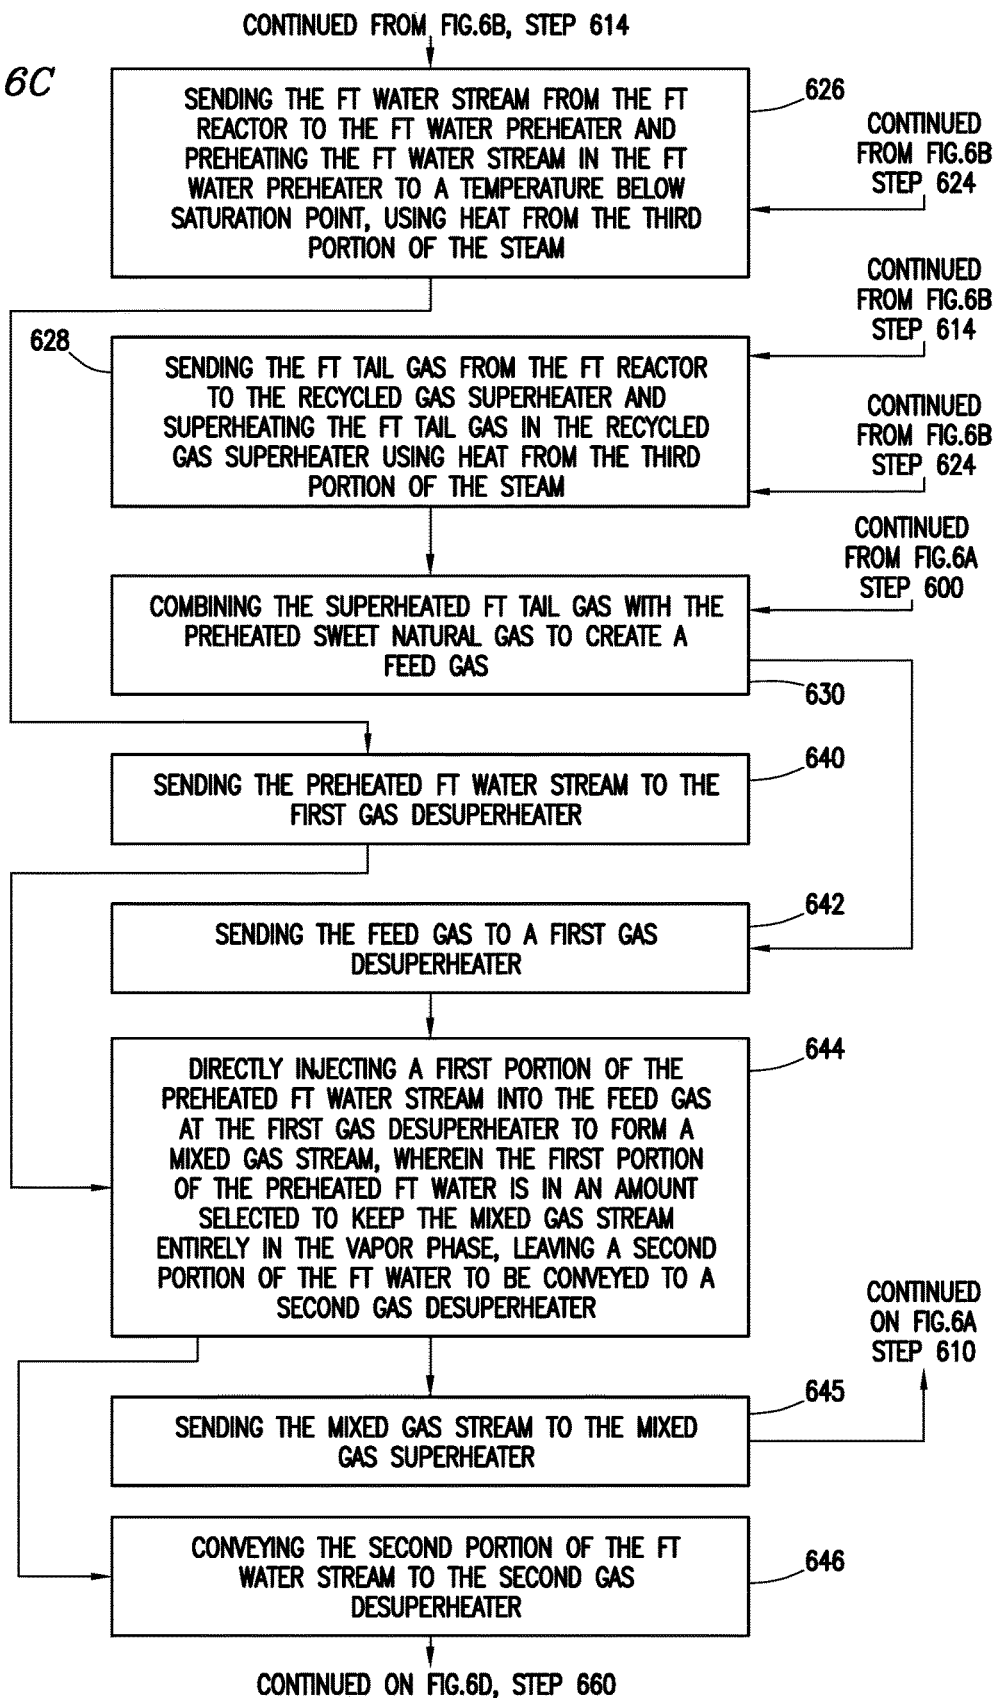 CONTINUED FROM FIG.6B, STEP 614
6C
SENDING THE FT WATER STREAM FROM THE FT
REACTOR TO THE FT WATER PREHEATER AND
PREHEATING THE FT WATER STREAM IN THE FT
WATER PREHEATER TO A TEMPERATURE BELOW
SATURATION POINT, USING HEAT FROM THE THIRD
PORTION OF THE STEAM
626
CONTINUED
FROM FIG.6B
STEP 624
CONTINUED
FROM FIG.6B
STEP 614
628
SENDING THE FT TAIL GAS FROM THE FT REACTOR
TO THE RECYCLED GAS SUPERHEATER AND
SUPERHEATING THE FT TAIL GAS IN THE RECYCLED
GAS SUPERHEATER USING HEAT FROM THE THIRD
PORTION OF THE STEAM
CONTINUED
FROM FIG.6B
STEP 624
CONTINUED
FROM FIG.6A
STEP 600
COMBINING THE SUPERHEATED FT TAIL GAS WITH THE
PREHEATED SWEET NATURAL GAS TO CREATE A
FEED GAS
630
640
SENDING THE PREHEATED FT WATER STREAM TO THE
FIRST GAS DESUPERHEATER
642
SENDING THE FEED GAS TO A FIRST GAS
DESUPERHEATER
644
DIRECTLY INJECTING A FIRST PORTION OF THE
PREHEATED FT WATER STREAM INTO THE FEED GAS
AT THE FIRST GAS DESUPERHEATER TO FORM A
MIXED GAS STREAM, WHEREIN THE FIRST PORTION
OF THE PREHEATED FT WATER IS IN AN AMOUNT
SELECTED TO KEEP THE MIXED GAS STREAM
ENTIRELY IN THE VAPOR PHASE, LEAVING A SECOND
PORTION OF THE FT WATER TO BE CONVEYED TO A
SECOND GAS DESUPERHEATER
CONTINUED
ON FIG.6A
STEP 610
645
SENDING THE MIXED GAS STREAM TO THE MIXED
GAS SUPERHEATER
CONVEYING THE SECOND PORTION OF THE FT
WATER STREAM TO THE SECOND GAS
DESUPERHEATER
646
CONTINUED ON FIG.6D, STEP 660